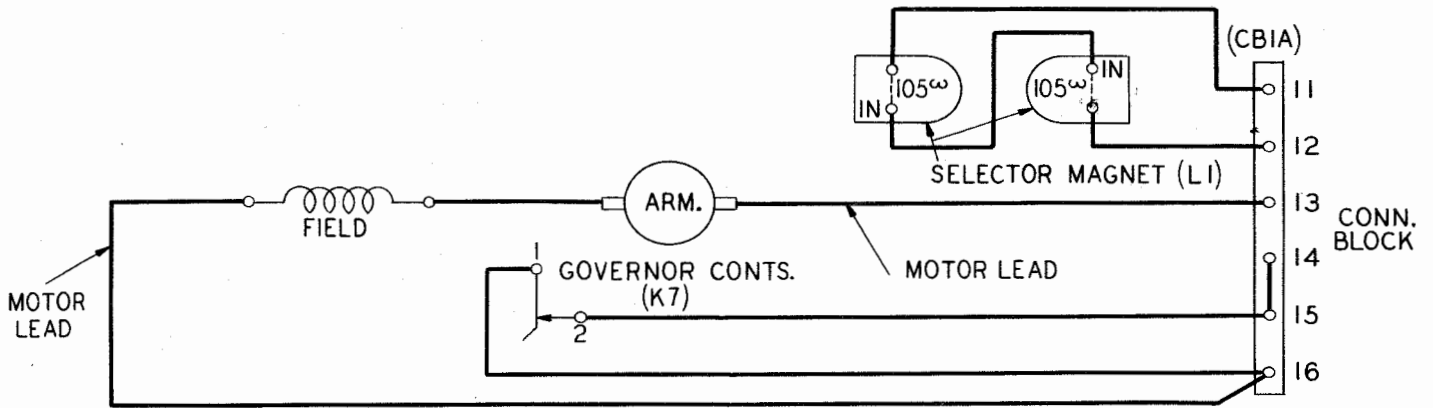 (CB1A)
105ω
IN
105ω
IN
11
12
SELECTOR MAGNET (L1)
ARM.
13
FIELD
CONN.
BLOCK
14
1
GOVERNOR CONTS.
(K7)
MOTOR LEAD
MOTOR
LEAD
2
15
16